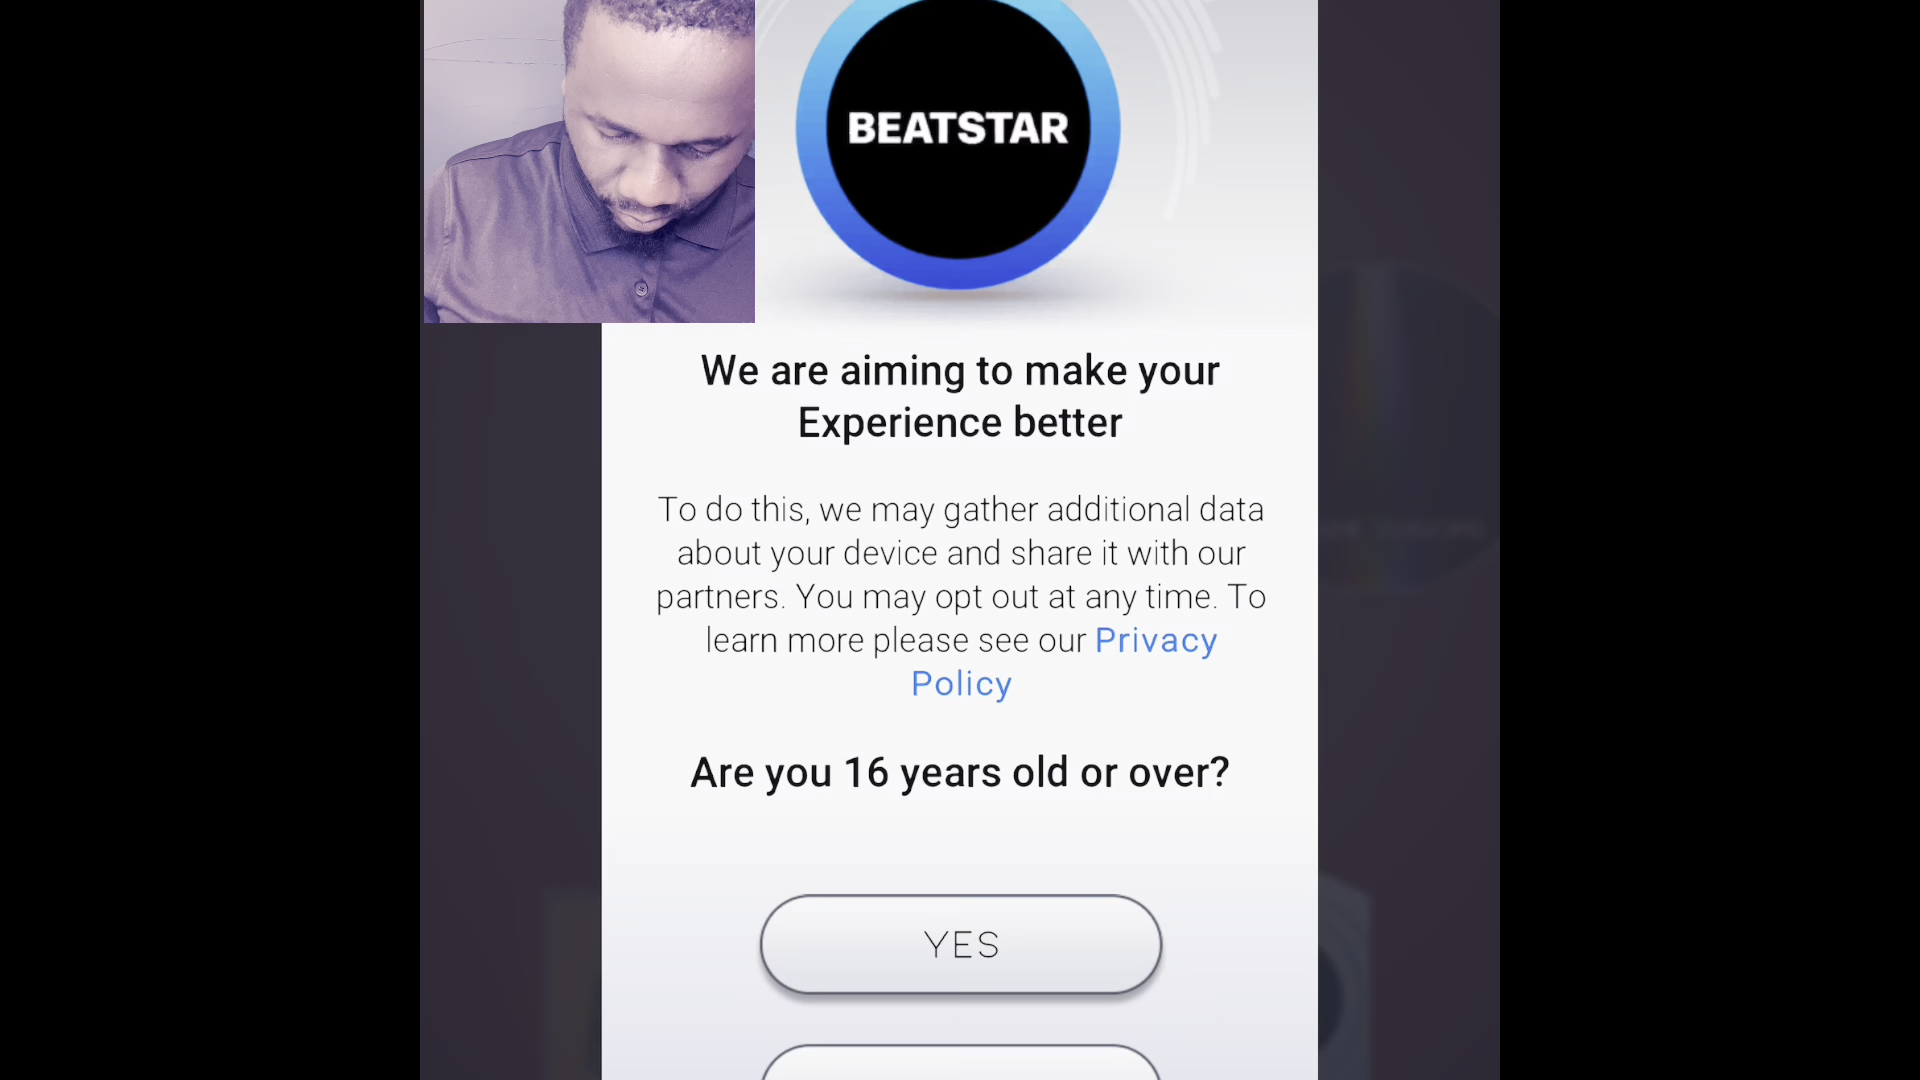 BEATSTAR
We are aiming to make your
Experience better
To do this, we may gather additional data
about your device and share it with our
partners. You may opt out at any time. To
learn more please see our Privacy
Policy
Are you 16 years old or over?
YES